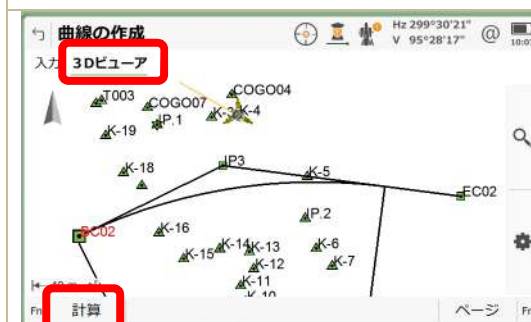 曲線の作成
Hz 299°30'21"
V 95°28'17"
@
入力 3Dビューア
T003
COGO07
COGO04
IP.1
K-3
K-4
K-19
K-18
IP3
K-5
EC02
BC02
K-16
IP.2
K-15
K-14
K-13
K-6
K-12
K-7
K-11
Fn 計算 ページ